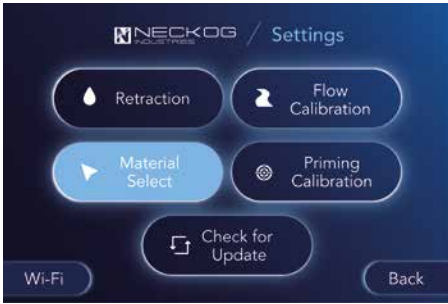 NECKOG / Settings
INDUSTRIES
Retraction
Flow
Calibration
Material
Select
Priming
Calibration
Check for
Update
Wi-Fi
Back